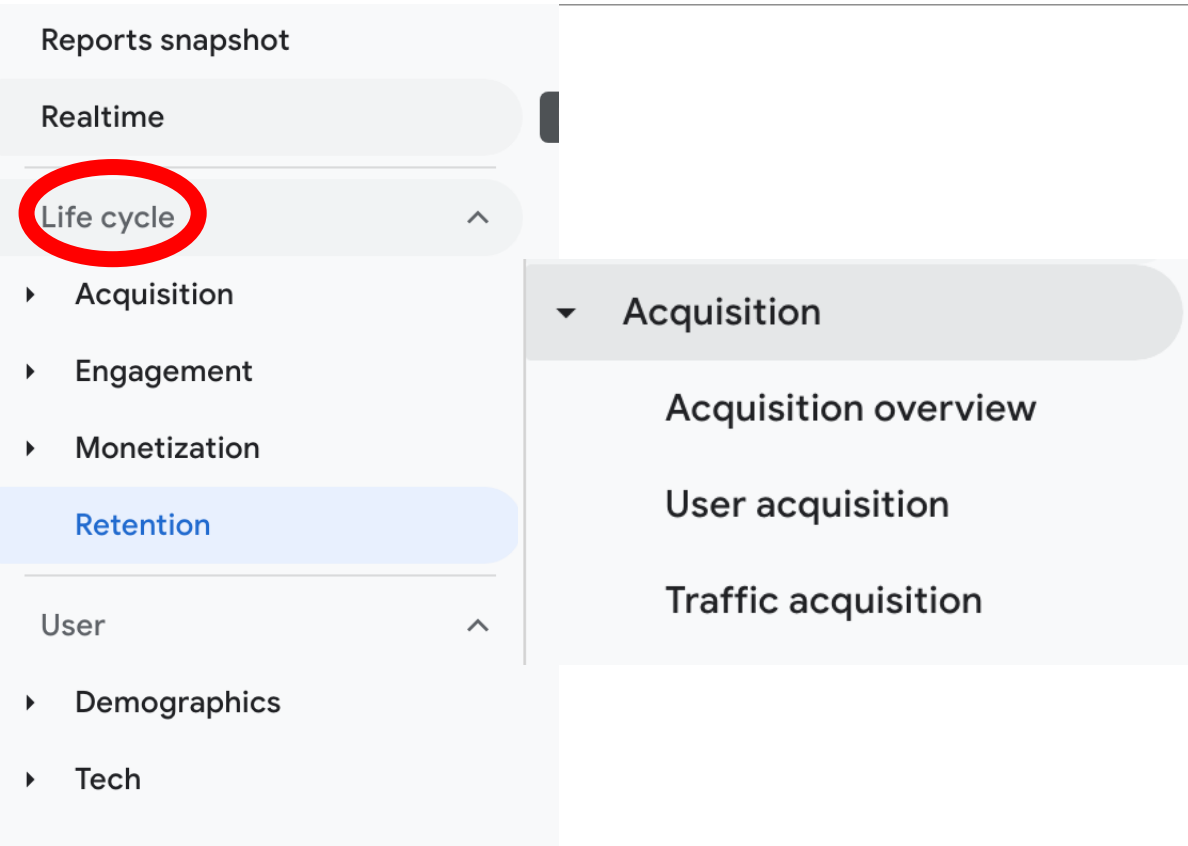 Reports snapshot
Realtime
Life cycle
Acquisition
Engagement
Monetization
Retention
User
Demographics
Tech
Acquisition
Acquisition overview
User acquisition
Traffic acquisition